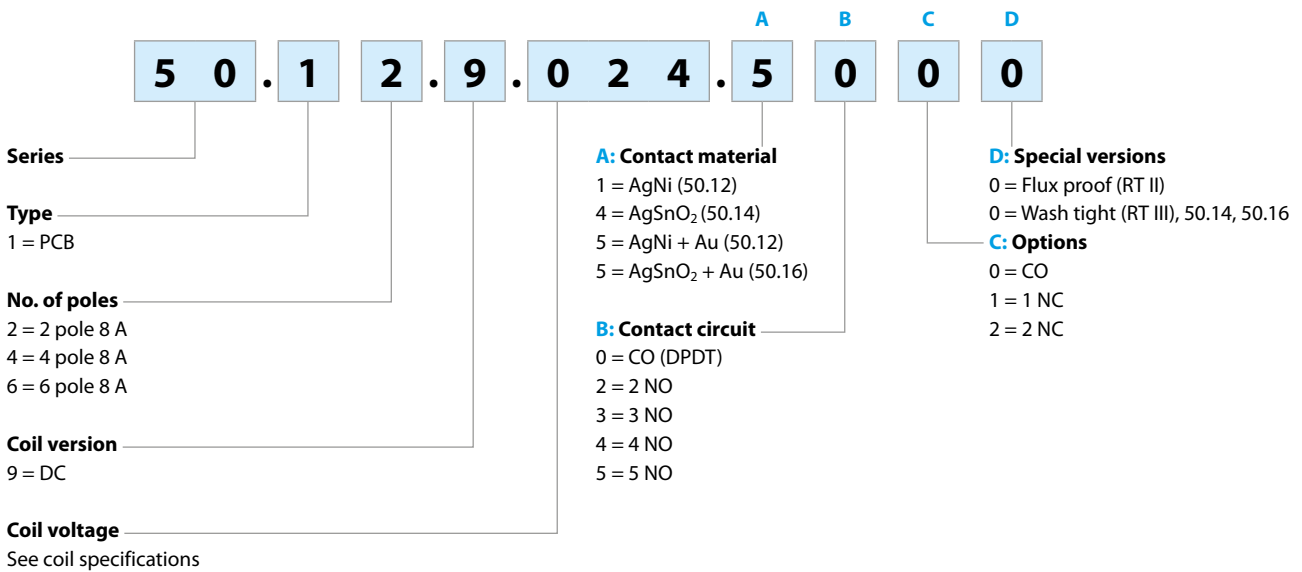 A B C D
5 0 . 1 2 . 9 . 0 2 4 . 5 0 0 0
Series
Type
1 = PCB
No. of poles
2 = 2 pole 8 A
4 = 4 pole 8 A
6 = 6 pole 8 A
Coil version
9 = DC
Coil voltage
See coil specifications
A: Contact material
1 = AgNi (50.12)
4 = AgSnO₂ (50.14)
5 = AgNi + Au (50.12)
5 = AgSnO₂ + Au (50.16)
B: Contact circuit
0 = CO (DPDT)
2 = 2 NO
3 = 3 NO
4 = 4 NO
5 = 5 NO
D: Special versions
0 = Flux proof (RT II)
0 = Wash tight (RT III), 50.14, 50.16
C: Options
0 = CO
1 = 1 NC
2 = 2 NC